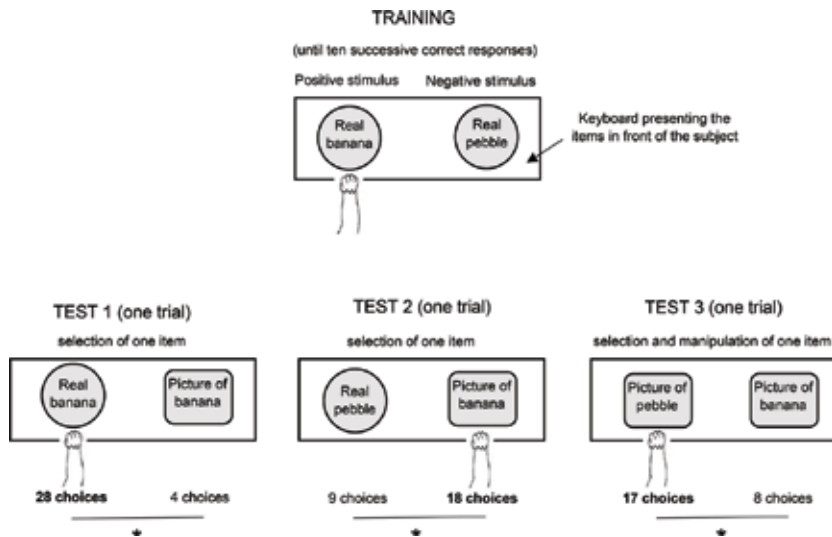 TRAINING
(until ten successive correct responses)
Positive stimulus Negative stimulus
Real
banana
Real
pebble
Keyboard presenting the
items in front of the subject
TEST 1 (one trial)
selection of one item
Real
banana
Picture of
banana
28 choices 4 choices
*
TEST 2 (one trial)
selection of one item
Real
pebble
Picture of
banana
9 choices 18 choices
*
TEST 3 (one trial)
selection and manipulation of one item
Picture of
pebble
Picture of
banana
17 choices 8 choices
*